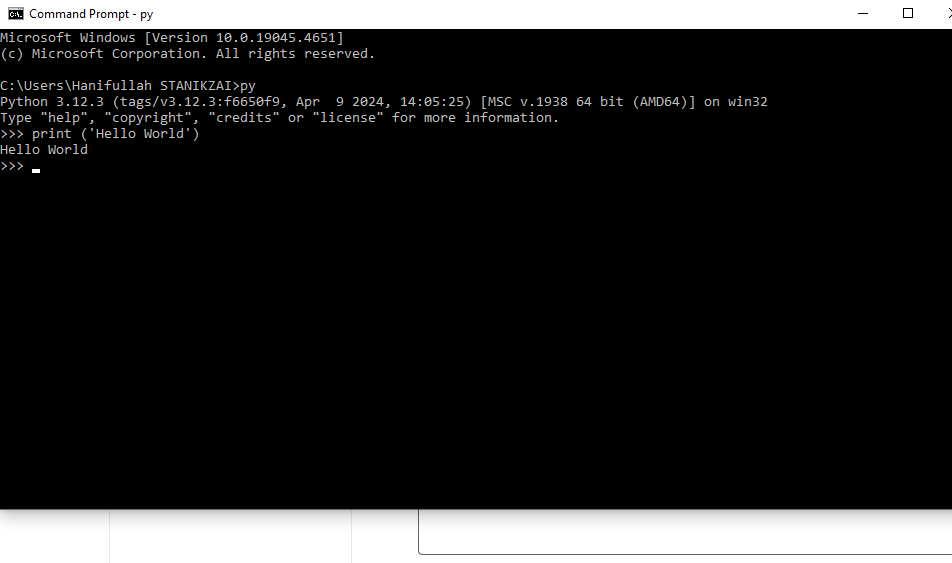 Command Prompt - py
Microsoft Windows [Version 10.0.19045.4651]
(c) Microsoft Corporation. All rights reserved.
C:\Users\Hanifullah STANIKZAI>py
Python 3.12.3 (tags/v3.12.3:f6650f9, Apr  9 2024, 14:05:25) [MSC v.1938 64 bit (AMD64)] on win32
Type "help", "copyright", "credits" or "license" for more information.
>>> print ('Hello World')
Hello World
>>>